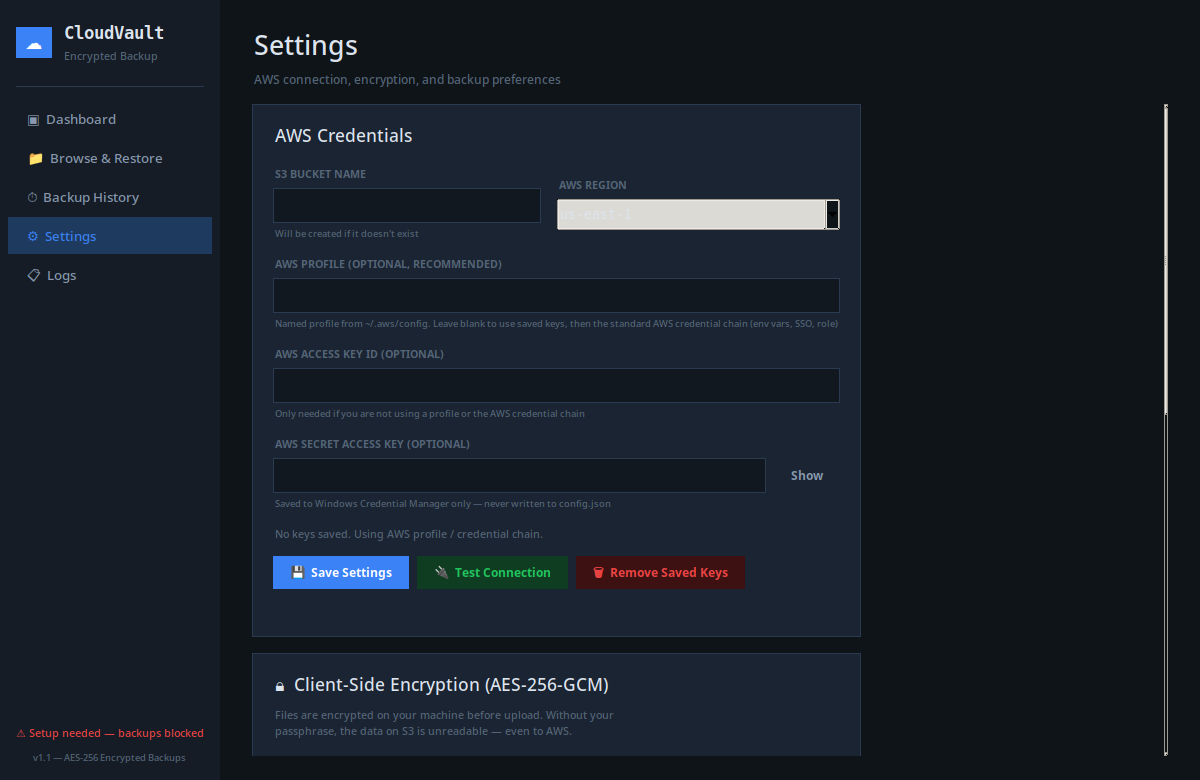 CloudVault
Encrypted Backup
Dashboard
Browse & Restore
Backup History
Settings
Logs
⚠ Setup needed — backups blocked
v1.1 — AES-256 Encrypted Backups
Settings
AWS connection, encryption, and backup preferences
AWS Credentials
S3 BUCKET NAME
Will be created if it doesn't exist
AWS REGION
us-east-1
AWS PROFILE (OPTIONAL, RECOMMENDED)
Named profile from ~/.aws/config. Leave blank to use saved keys, then the standard AWS credential chain (env vars, SSO, role)
AWS ACCESS KEY ID (OPTIONAL)
Only needed if you are not using a profile or the AWS credential chain
AWS SECRET ACCESS KEY (OPTIONAL)
Show
Saved to Windows Credential Manager only — never written to config.json
No keys saved. Using AWS profile / credential chain.
Save Settings
Test Connection
Remove Saved Keys
Client-Side Encryption (AES-256-GCM)
Files are encrypted on your machine before upload. Without your
passphrase, the data on S3 is unreadable — even to AWS.